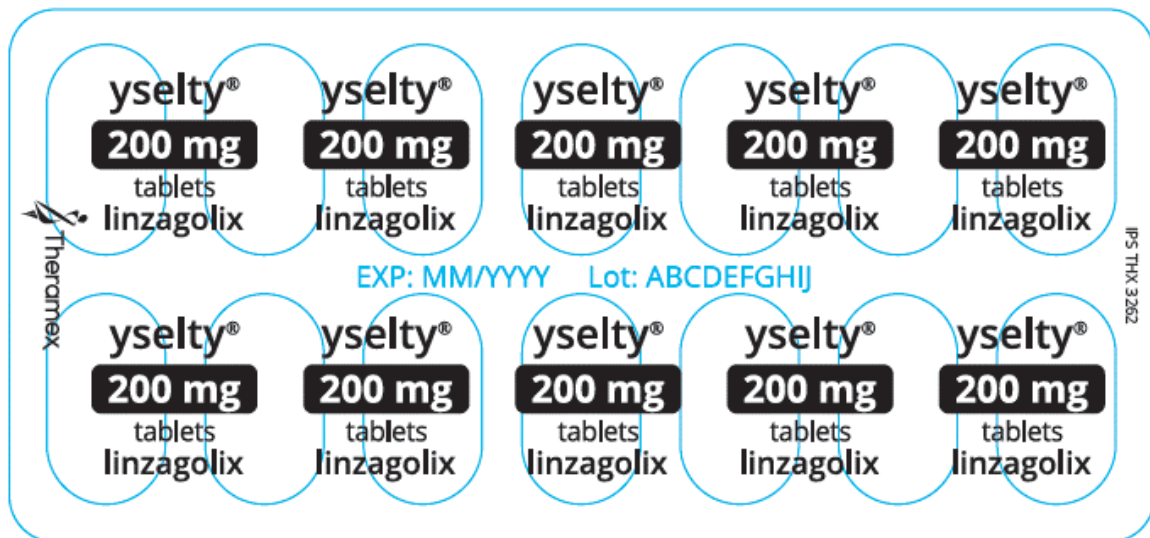 yselty® yselty® yselty® yselty® yselty®
200 mg 200 mg 200 mg 200 mg 200 mg
tablets tablets tablets tablets tablets
linzagolix linzagolix linzagolix linzagolix linzagolix
Theramex
EXP: MM/YYYY Lot: ABCDEFGHIJ
IPS THX 3262
yselty® yselty® yselty® yselty® yselty®
200 mg 200 mg 200 mg 200 mg 200 mg
tablets tablets tablets tablets tablets
linzagolix linzagolix linzagolix linzagolix linzagolix